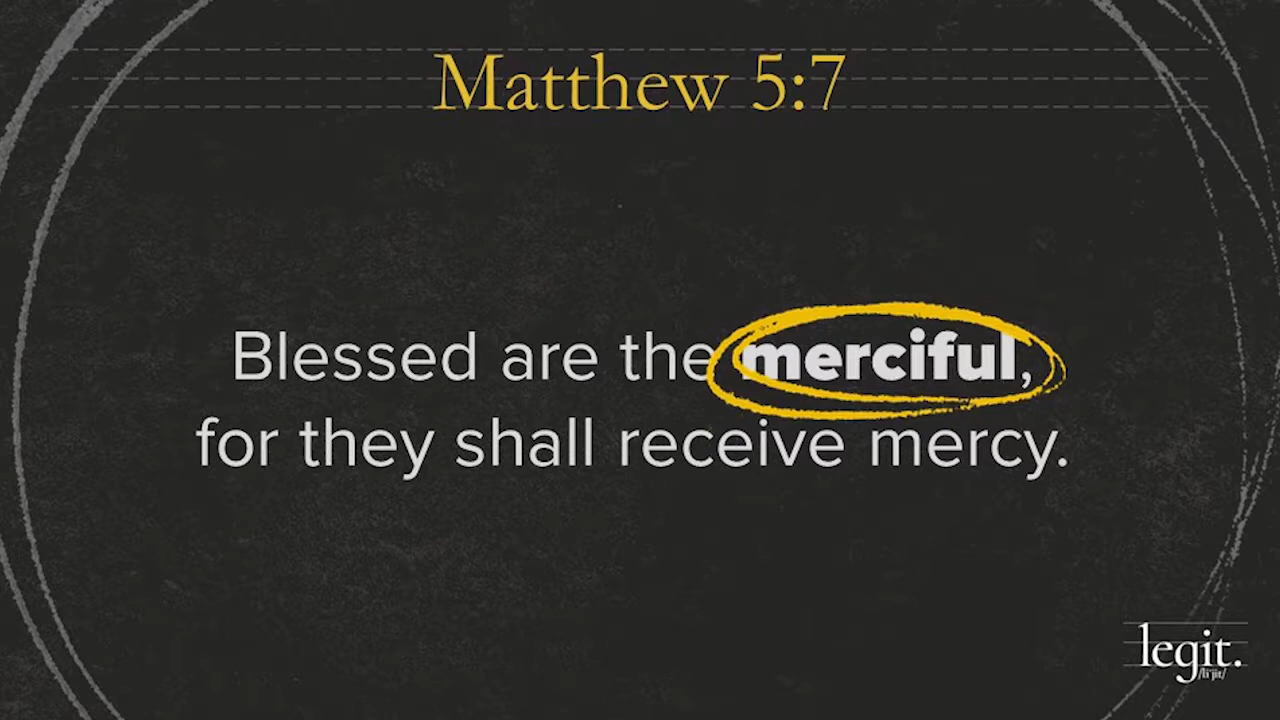 Matthew 5:7
Blessed are the merciful,
for they shall receive mercy.
legit.